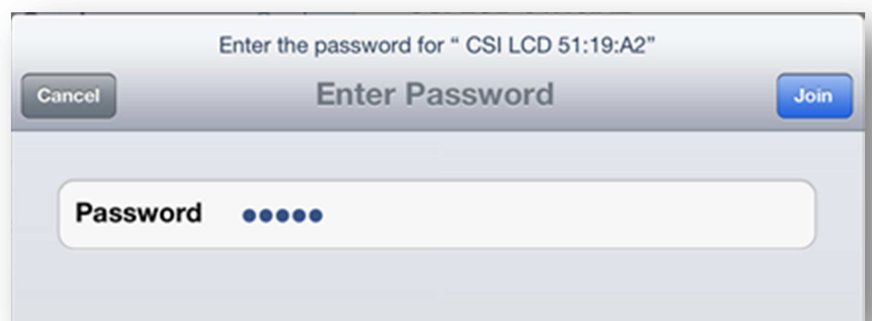 Enter the password for “ CSI LCD 51:19:A2”
Cancel
Enter Password
Join
Password •••••